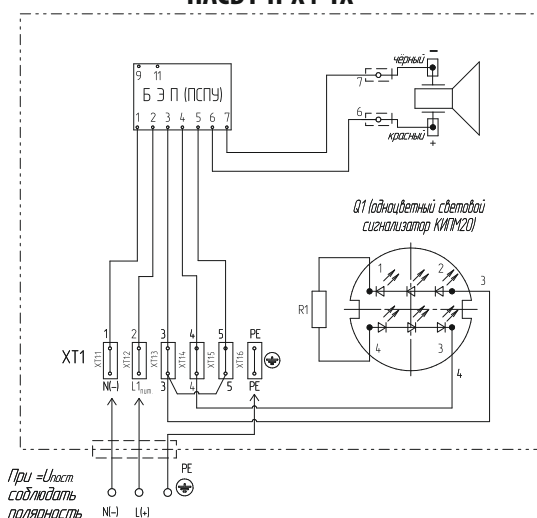 9 11
Б Э П (ПСПУ)
1 2 3 4 5 6 7
чёрный
−
7
6
красный
+
Q1 (одноцветный световой
сигнализатор КИПМ20)
1 2
3
R1
4 3
4
XT1
1 2 3 4 5 PE
XT11 XT12 XT13 XT14 XT15 XT16
N(-) L1пит 3 4 5 PE
При =Uпост.
соблюдать
полярность
PE
N(-) L(+)